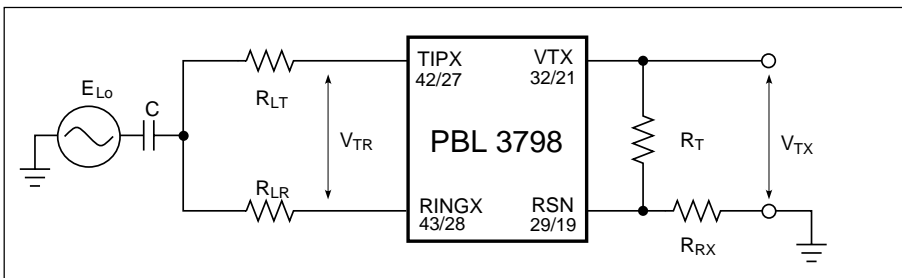 TIPX
42/27
VTX
32/21
E_Lo
C
R_LT
V_TR
PBL 3798
R_T
V_TX
R_LR
RINGX
43/28
RSN
29/19
R_RX